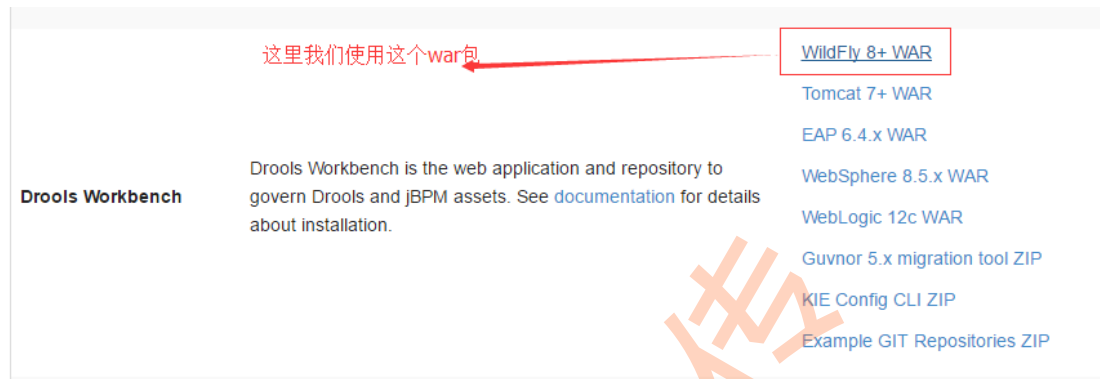 这里我们使用这个war包
WildFly 8+ WAR
Tomcat 7+ WAR
EAP 6.4.x WAR
Drools Workbench
Drools Workbench is the web application and repository to
govern Drools and jBPM assets. See documentation for details
about installation.
WebSphere 8.5.x WAR
WebLogic 12c WAR
Guvnor 5.x migration tool ZIP
KIE Config CLI ZIP
Example GIT Repositories ZIP
传